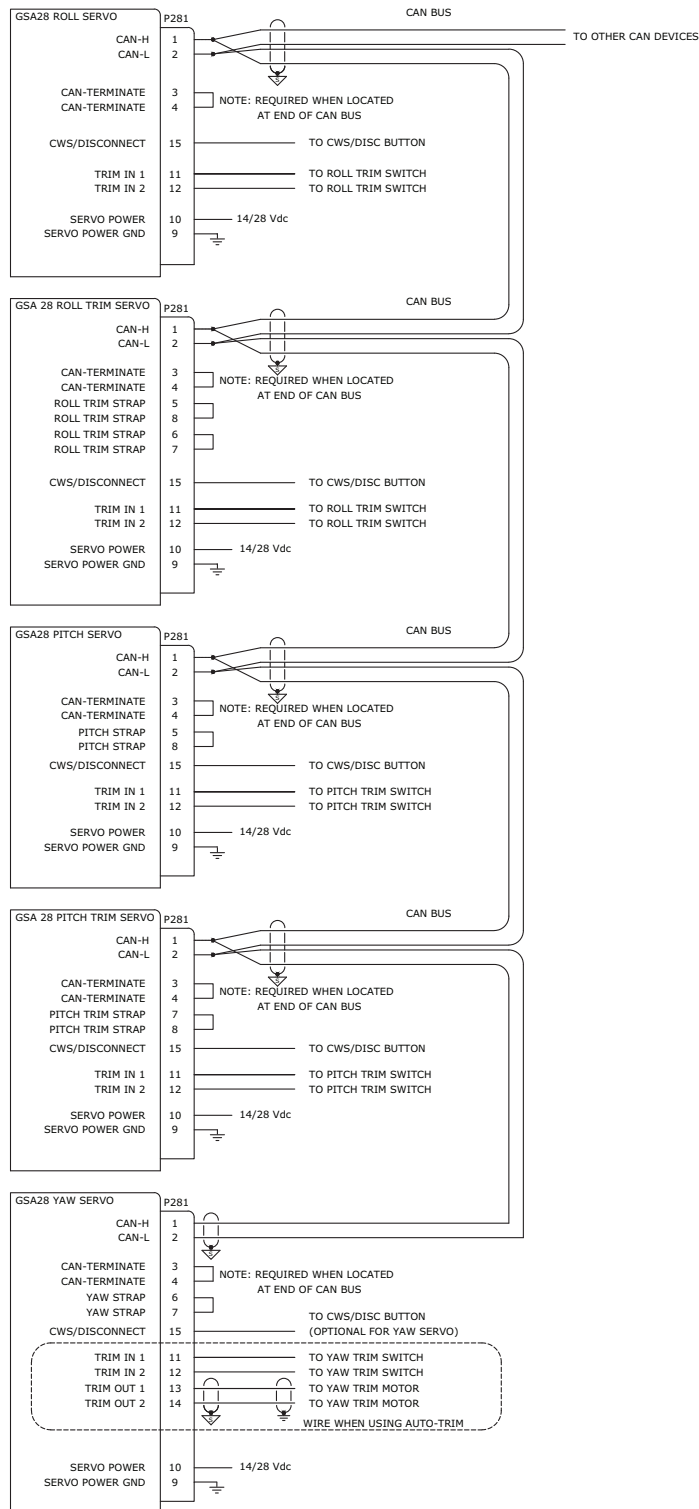 GSA28 ROLL SERVO P281 CAN BUS
CAN-H 1 TO OTHER CAN DEVICES
CAN-L 2
S
CAN-TERMINATE 3 NOTE: REQUIRED WHEN LOCATED
CAN-TERMINATE 4 AT END OF CAN BUS
CWS/DISCONNECT 15 TO CWS/DISC BUTTON
TRIM IN 1 11 TO ROLL TRIM SWITCH
TRIM IN 2 12 TO ROLL TRIM SWITCH
SERVO POWER 10 14/28 Vdc
SERVO POWER GND 9
GSA 28 ROLL TRIM SERVO P281 CAN BUS
CAN-H 1
CAN-L 2
S
CAN-TERMINATE 3 NOTE: REQUIRED WHEN LOCATED
CAN-TERMINATE 4 AT END OF CAN BUS
ROLL TRIM STRAP 5
ROLL TRIM STRAP 8
ROLL TRIM STRAP 6
ROLL TRIM STRAP 7
CWS/DISCONNECT 15 TO CWS/DISC BUTTON
TRIM IN 1 11 TO ROLL TRIM SWITCH
TRIM IN 2 12 TO ROLL TRIM SWITCH
SERVO POWER 10 14/28 Vdc
SERVO POWER GND 9
GSA28 PITCH SERVO P281 CAN BUS
CAN-H 1
CAN-L 2
S
CAN-TERMINATE 3 NOTE: REQUIRED WHEN LOCATED
CAN-TERMINATE 4 AT END OF CAN BUS
PITCH STRAP 5
PITCH STRAP 8
CWS/DISCONNECT 15 TO CWS/DISC BUTTON
TRIM IN 1 11 TO PITCH TRIM SWITCH
TRIM IN 2 12 TO PITCH TRIM SWITCH
SERVO POWER 10 14/28 Vdc
SERVO POWER GND 9
GSA 28 PITCH TRIM SERVO P281 CAN BUS
CAN-H 1
CAN-L 2
S
CAN-TERMINATE 3 NOTE: REQUIRED WHEN LOCATED
CAN-TERMINATE 4 AT END OF CAN BUS
PITCH TRIM STRAP 7
PITCH TRIM STRAP 8
CWS/DISCONNECT 15 TO CWS/DISC BUTTON
TRIM IN 1 11 TO PITCH TRIM SWITCH
TRIM IN 2 12 TO PITCH TRIM SWITCH
SERVO POWER 10 14/28 Vdc
SERVO POWER GND 9
GSA28 YAW SERVO P281
CAN-H 1
CAN-L 2
S
CAN-TERMINATE 3 NOTE: REQUIRED WHEN LOCATED
CAN-TERMINATE 4 AT END OF CAN BUS
YAW STRAP 6
YAW STRAP 7
TO CWS/DISC BUTTON
CWS/DISCONNECT 15 (OPTIONAL FOR YAW SERVO)
TRIM IN 1 11 TO YAW TRIM SWITCH
TRIM IN 2 12 TO YAW TRIM SWITCH
TRIM OUT 1 13 TO YAW TRIM MOTOR
TRIM OUT 2 14 TO YAW TRIM MOTOR
S
WIRE WHEN USING AUTO-TRIM
SERVO POWER 10 14/28 Vdc
SERVO POWER GND 9